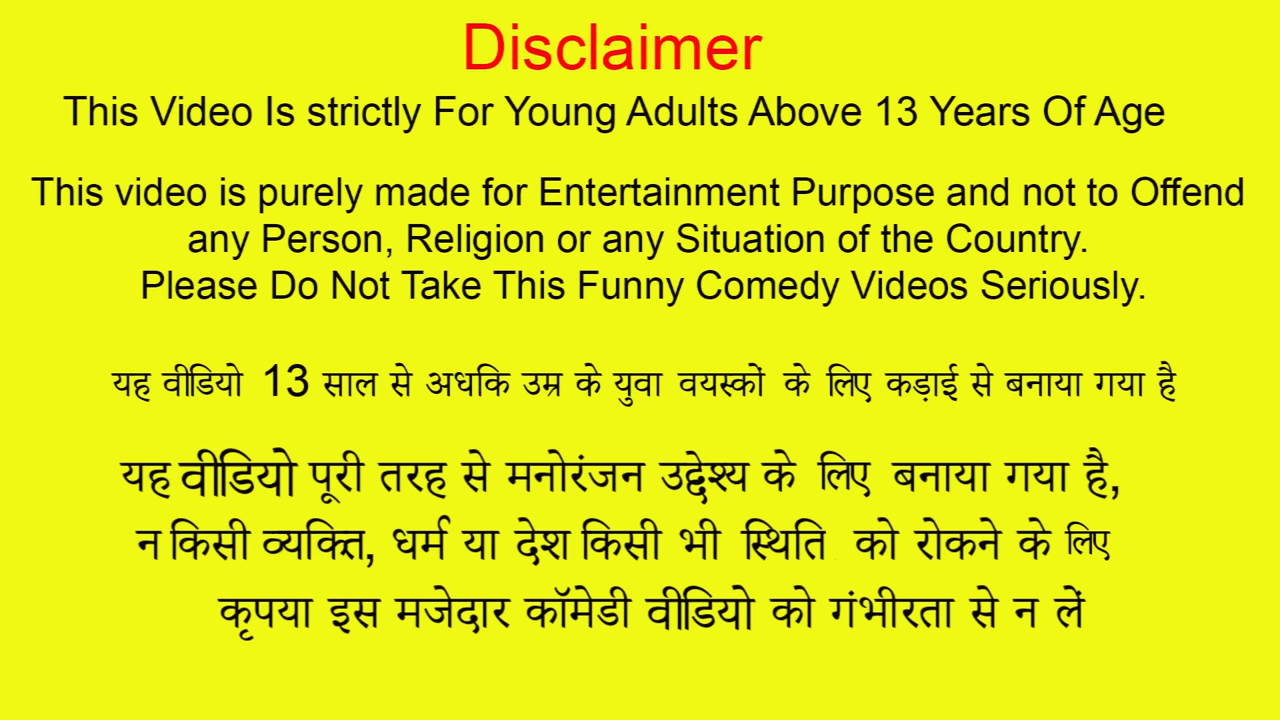 Disclaimer
This Video Is strictly For Young Adults Above 13 Years Of Age
This video is purely made for Entertainment Purpose and not to Offend
any Person, Religion or any Situation of the Country.
Please Do Not Take This Funny Comedy Videos Seriously.
यह वीडियो 13 साल से अधकि उम्र के युवा वयस्कों के लिए कड़ाई से बनाया गया है
यह वीडियो पूरी तरह से मनोरंजन उद्देश्य के लिए बनाया गया है,
न किसी व्यक्ति, धर्म या देश किसी भी स्थिति को रोकने के लिए
कृपया इस मजेदार कॉमेडी वीडियो को गंभीरता से न लें